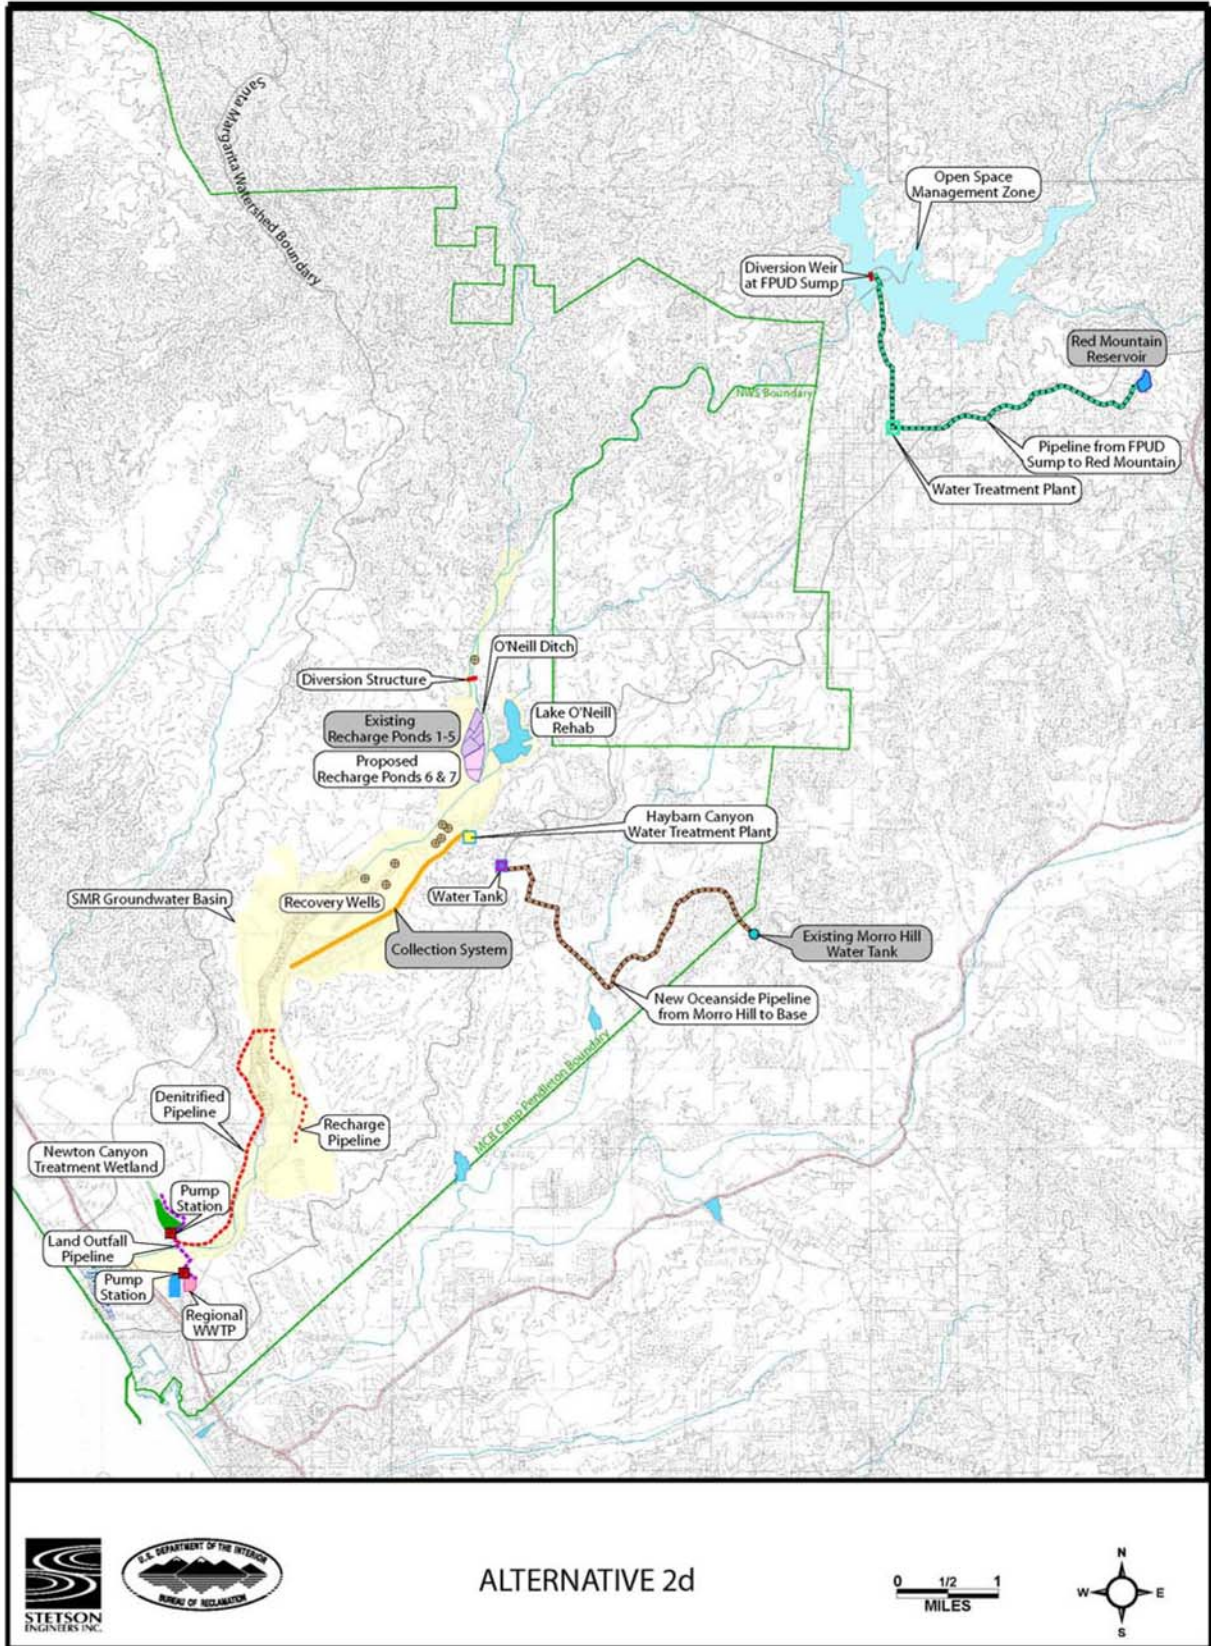 Santa Margarita Watershed Boundary
Open Space
Management Zone
Diversion Weir
at FPUD Sump
Red Mountain
Reservoir
NWS Boundary
Pipeline from FPUD
Sump to Red Mountain
Water Treatment Plant
O'Neill Ditch
Diversion Structure
Existing
Recharge Ponds 1-5
Lake O'Neill
Rehab
Proposed
Recharge Ponds 6 & 7
Haybarn Canyon
Water Treatment Plant
SMR Groundwater Basin
Recovery Wells
Water Tank
Collection System
Existing Morro Hill
Water Tank
New Oceanside Pipeline
from Morro Hill to Base
MCB Camp Pendleton Boundary
Denitrified
Pipeline
Recharge
Pipeline
Newton Canyon
Treatment Wetland
Pump
Station
Land Outfall
Pipeline
Pump
Station
Regional
WWTP
STETSON
ENGINEERS INC.
U.S. DEPARTMENT OF THE INTERIOR
BUREAU OF RECLAMATION
ALTERNATIVE 2d
0 1/2 1
MILES
N
W E
S